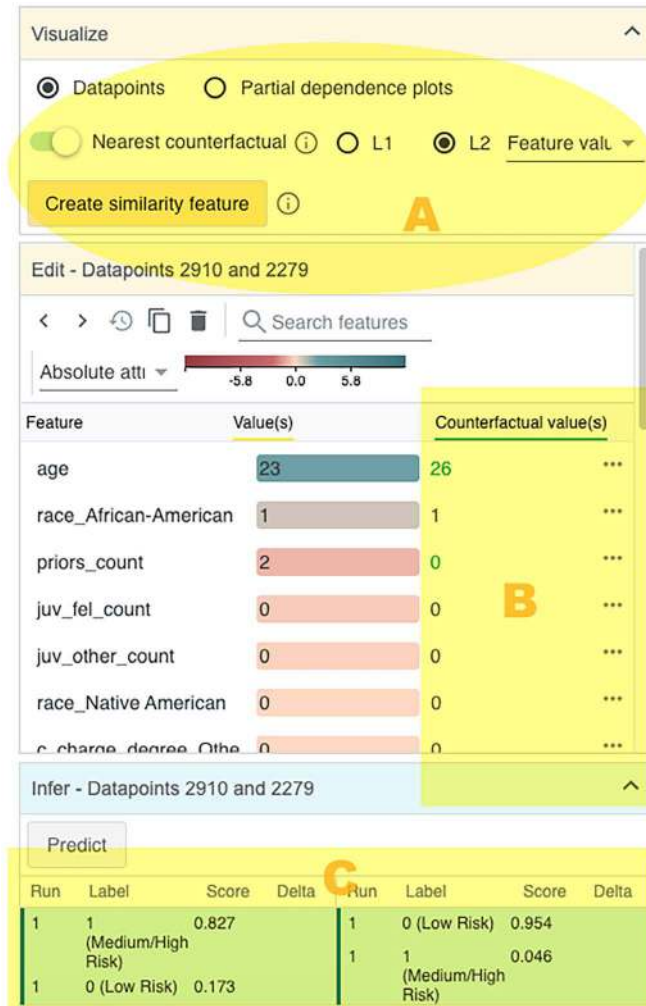 Visualize
Datapoints Partial dependence plots
Nearest counterfactual L1 L2 Feature valu
Create similarity feature
A
Edit - Datapoints 2910 and 2279
Search features
Absolute attı
-5.8 0.0 5.8
Feature Value(s) Counterfactual value(s)
age 23 26
race_African-American 1 1
priors_count 2 0
juv_fel_count 0 0
B
juv_other_count 0 0
race_Native American 0 0
c_charge_degree_Othe 0 0
Infer - Datapoints 2910 and 2279
Predict
C
Run Label Score Delta Run Label Score Delta
1 1 (Medium/High Risk) 0.827
1 0 (Low Risk) 0.173
1 0 (Low Risk) 0.954
1 1 (Medium/High Risk) 0.046